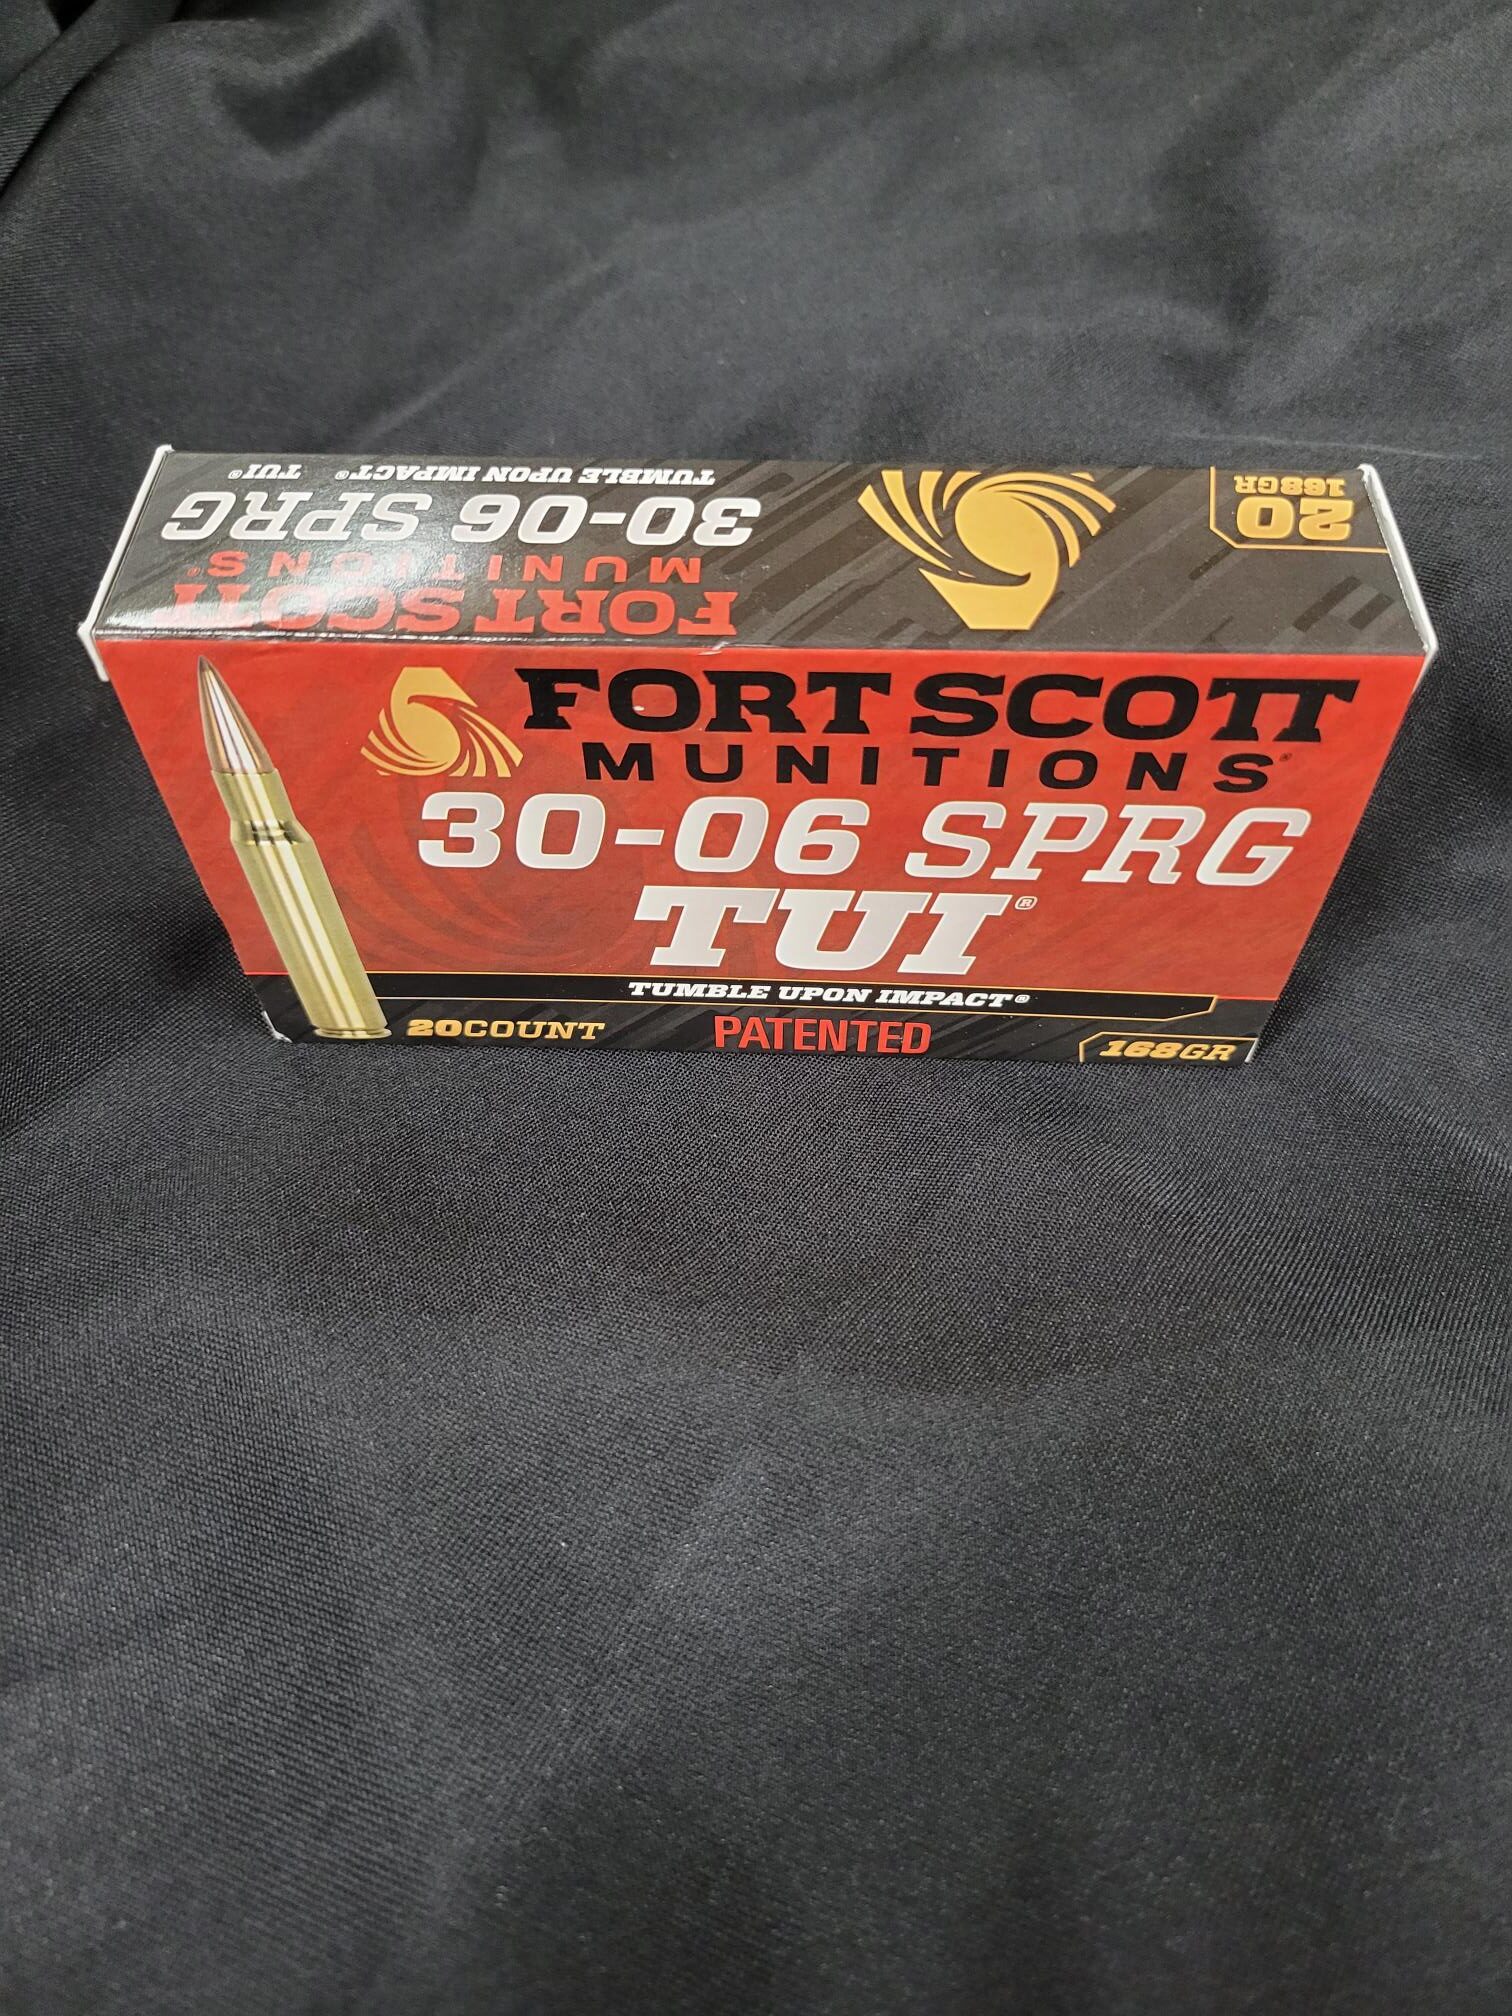 FORT SCOTT
MUNITIONS®
30-06 SPRG
TUI®
TUMBLE UPON IMPACT®
20COUNT
PATENTED
168GR
FORT SCOTT
MUNITIONS®
30-06 SPRG
TUMBLE UPON IMPACT® TUI®
20
168GR